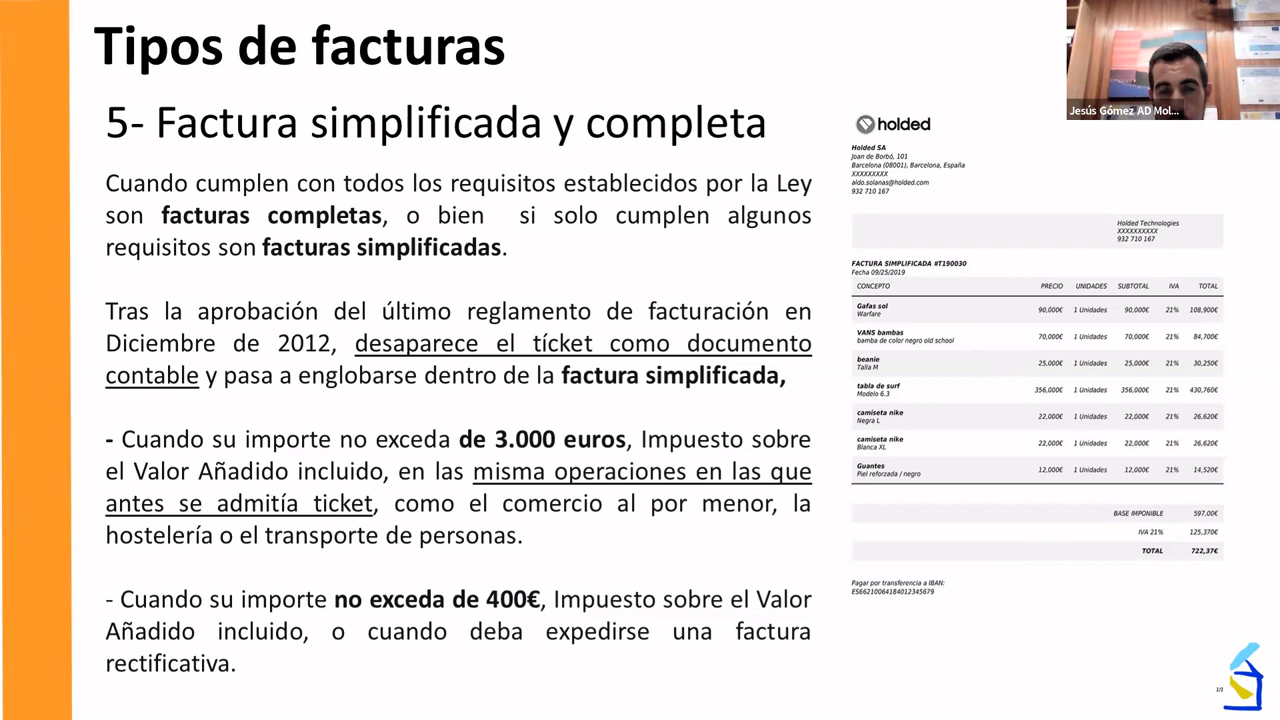 Tipos de facturas
5- Factura simplificada y completa
Cuando cumplen con todos los requisitos establecidos por la Ley
son facturas completas, o bien si solo cumplen algunos
requisitos son facturas simplificadas.
Tras la aprobación del último reglamento de facturación en
Diciembre de 2012, desaparece el tícket como documento
contable y pasa a englobarse dentro de la factura simplificada,
- Cuando su importe no exceda de 3.000 euros, Impuesto sobre
el Valor Añadido incluido, en las misma operaciones en las que
antes se admitía ticket, como el comercio al por menor, la
hostelería o el transporte de personas.
- Cuando su importe no exceda de 400€, Impuesto sobre el Valor
Añadido incluido, o cuando deba expedirse una factura
rectificativa.
Jesús Gómez AD Mol...
holded
Holded SA
Joan de Borbó, 101
Barcelona (08001), Barcelona, España
XXXXXXXXX
aldo.solanas@holded.com
932 710 167
Holded Technologies
XXXXXXXXXX
932 710 167
FACTURA SIMPLIFICADA #T190030
Fecha 09/25/2019
CONCEPTO PRECIO UNIDADES SUBTOTAL IVA TOTAL
Gafas sol 90,000€ 1 Unidades 90,000€ 21% 108,900€
Warfare
VANS bambas 70,000€ 1 Unidades 70,000€ 21% 84,700€
bamba de color negro old school
beanie 25,000€ 1 Unidades 25,000€ 21% 30,250€
Talla M
tabla de surf 356,000€ 1 Unidades 356,000€ 21% 430,760€
Modelo 6.3
camiseta nike 22,000€ 1 Unidades 22,000€ 21% 26,620€
Negra L
camiseta nike 22,000€ 1 Unidades 22,000€ 21% 26,620€
Blanca XL
Guantes 12,000€ 1 Unidades 12,000€ 21% 14,520€
Piel reforzada / negro
BASE IMPONIBLE 597,00€
IVA 21% 125,370€
TOTAL 722,37€
Pagar por transferencia a IBAN:
ES6621006418401234​5679
1/1